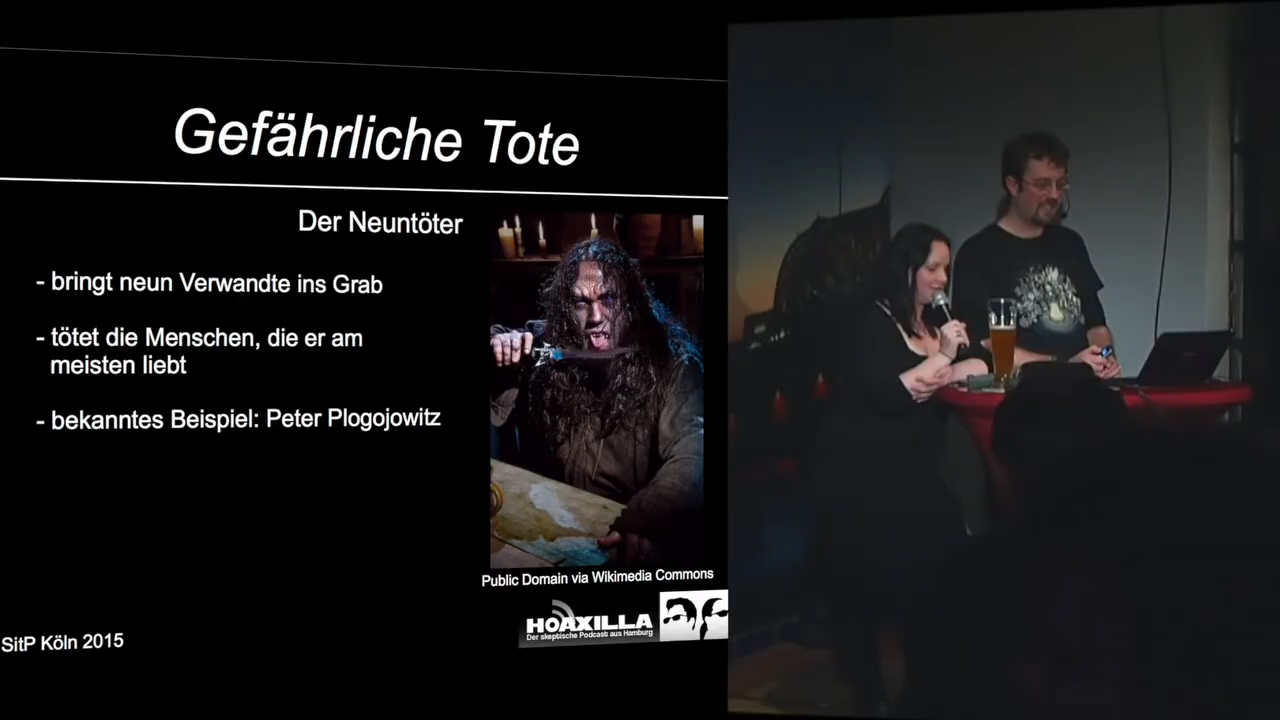 Gefährliche Tote
Der Neuntöter
- bringt neun Verwandte ins Grab
- tötet die Menschen, die er am
meisten liebt
- bekanntes Beispiel: Peter Plogojowitz
Public Domain via Wikimedia Commons
HOAXILLA
Der skeptische Podcast aus Hamburg
SitP Köln 2015